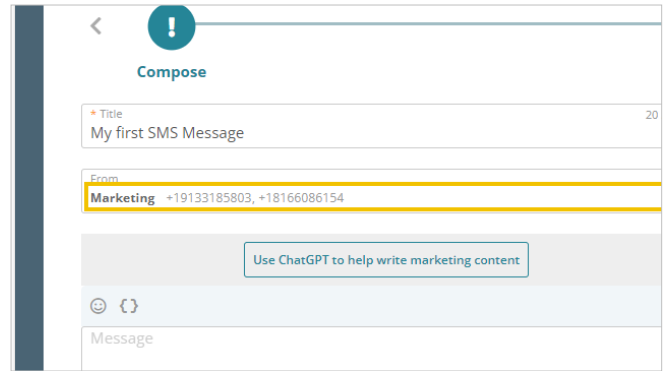 !
Compose
* Title
20
My first SMS Message
From
Marketing +19133185803, +18166086154
Use ChatGPT to help write marketing content
{}
Message